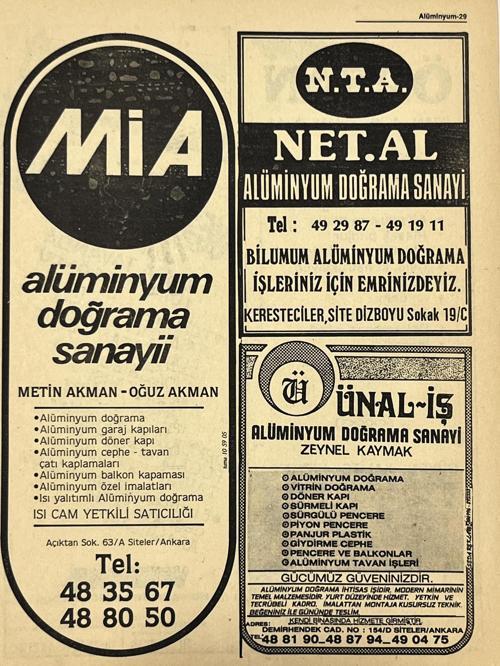 Alüminyum-29
MiA
alüminyum
doğrama
sanayii
METİN AKMAN - OĞUZ AKMAN
•Alüminyum doğrama
•Alüminyum garaj kapıları
•Alüminyum döner kapı
•Alüminyum cephe - tavan
çatı kaplamaları
•Alüminyum balkon kapaması
•Alüminyum özel imalatları
•Isı yalıtımlı Alüminyum doğrama
ISI CAM YETKİLİ SATICILIĞI
Açıktan Sok. 63/A Siteler/Ankara
Tel:
48 35 67
48 80 50
N.T.A.
NET.AL
ALÜMİNYUM DOĞRAMA SANAYİ
Tel : 49 29 87 - 49 19 11
BİLUMUM ALÜMİNYUM DOĞRAMA
İŞLERİNİZ İÇİN EMRİNİZDEYİZ.
KERESTECİLER,SİTE DİZBOYU Sokak 19/C
Ü
ÜNAL-İŞ
ALÜMİNYUM DOĞRAMA SANAYİ
ZEYNEL KAYMAK
ALÜMİNYUM DOĞRAMA
VİTRİN DOĞRAMA
DÖNER KAPI
SÜRMELİ KAPI
SÜRGÜLÜ PENCERE
PİYON PENCERE
PANJUR PLASTİK
GİYDİRME CEPHE
PENCERE VE BALKONLAR
ALÜMİNYUM TAVAN İŞLERİ
GÜCÜMÜZ GÜVENİNİZDİR.
ALÜMİNYUM DOĞRAMA İHTİSAS İŞİDİR, MODERN MİMARİNİN
TEMEL MALZEMESİDİR. YURT DÜZEYİNDE HİZMET. YETKİN VE
TECRÜBELİ KADRO. İMALATTAN MONTAJA KUSURSUZ TEKNİK.
BEĞENİNİZ İLE GÜNÜNDE TESLİM.
KENDİ BİNASINDA HİZMETE GİRMİŞTİR
ADRES:
DEMİRHENDEK CAD. NO : 154/D SİTELER/ANKARA
TEL: 48 81 90-48 87 94-49 04 75